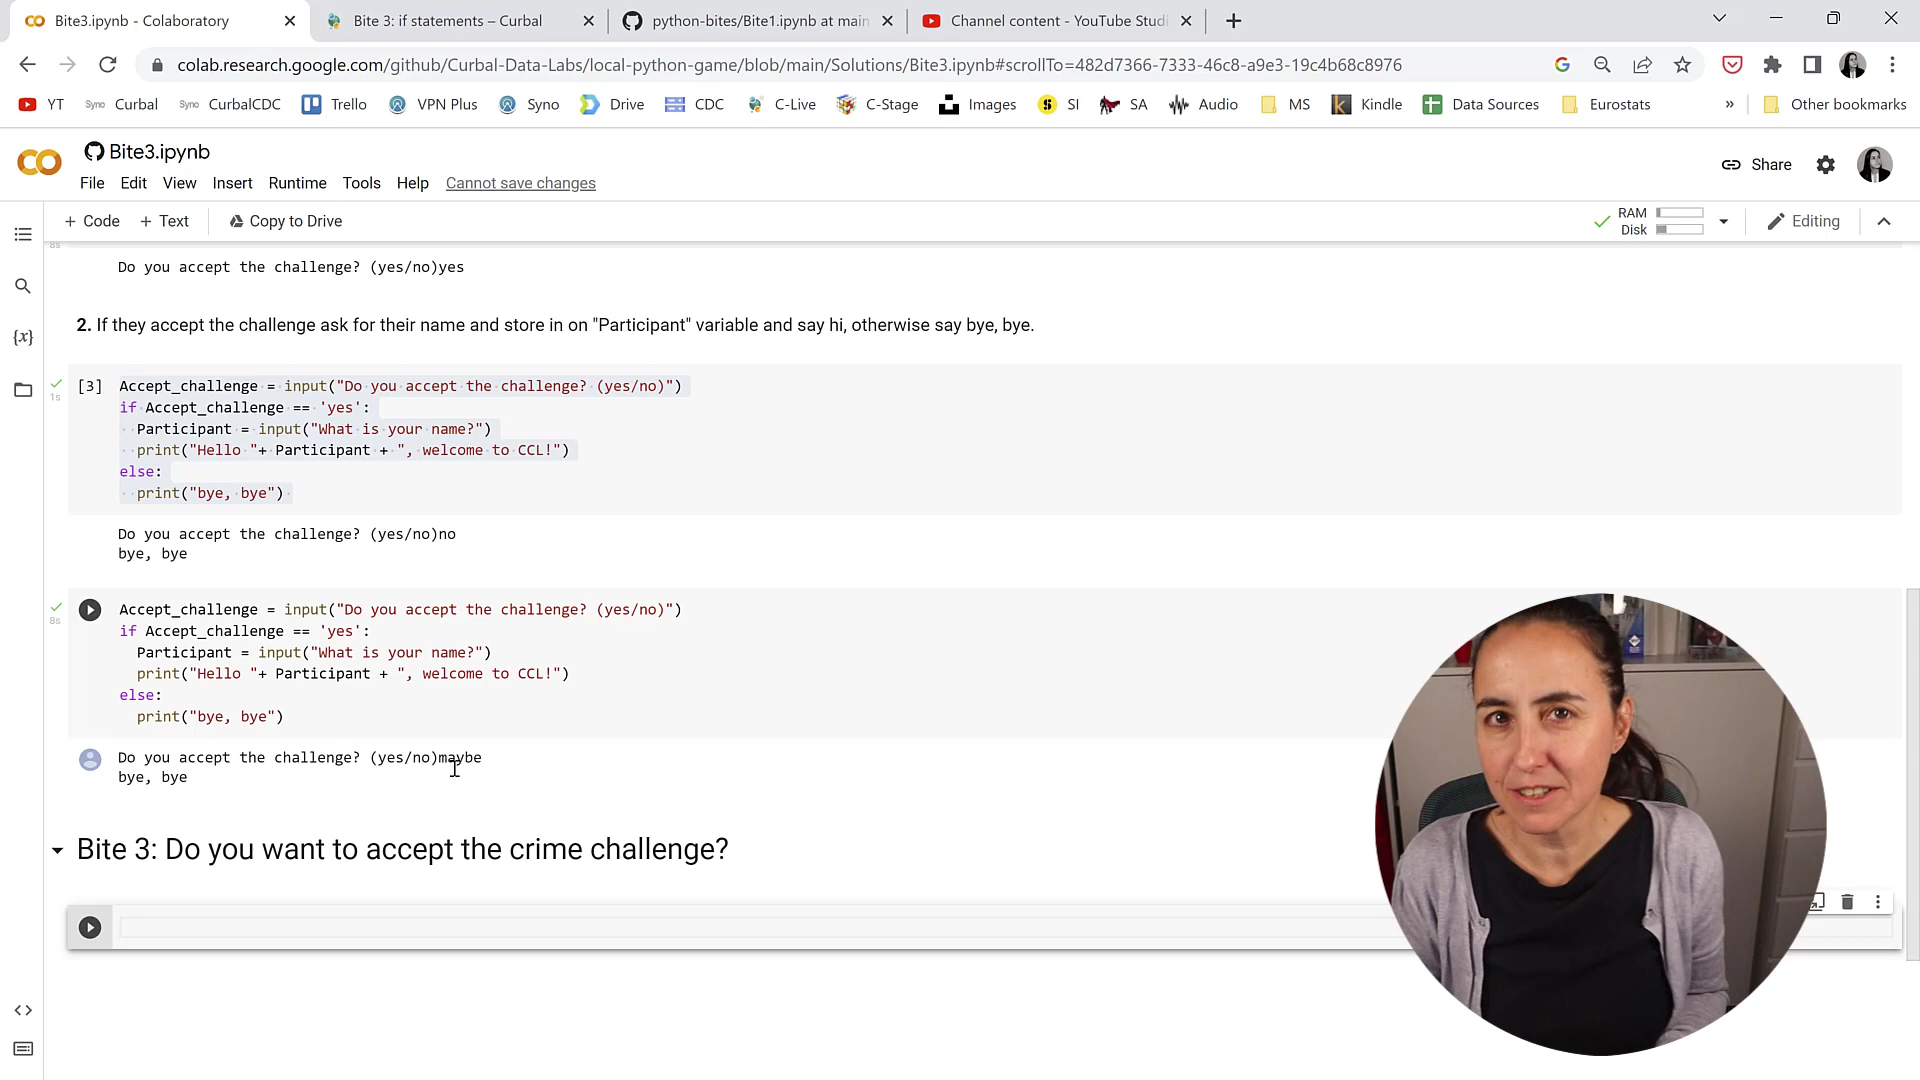 Bite3.ipynb - Colaboratory
Bite 3: if statements – Curbal
python-bites/Bite1.ipynb at main
Channel content - YouTube Studi
colab.research.google.com/github/Curbal-Data-Labs/local-python-game/blob/main/Solutions/Bite3.ipynb#scrollTo=482d7366-7333-46c8-a9e3-19c4b68c8976
YT Syno Curbal Syno CurbalCDC Trello VPN Plus Syno Drive CDC C-Live C-Stage Images SI SA Audio MS Kindle Data Sources Eurostats » Other bookmarks
Bite3.ipynb
Share
File Edit View Insert Runtime Tools Help Cannot save changes
+ Code + Text Copy to Drive
RAM
Disk
Editing
8s
Do you accept the challenge? (yes/no)yes
2. If they accept the challenge ask for their name and store in on "Participant" variable and say hi, otherwise say bye, bye.
[3] Accept_challenge = input("Do you accept the challenge? (yes/no)")
1s
if Accept_challenge == 'yes':
Participant = input("What is your name?")
print("Hello "+ Participant + ", welcome to CCL!")
else:
print("bye, bye")
Do you accept the challenge? (yes/no)no
bye, bye
Accept_challenge = input("Do you accept the challenge? (yes/no)")
8s
if Accept_challenge == 'yes':
Participant = input("What is your name?")
print("Hello "+ Participant + ", welcome to CCL!")
else:
print("bye, bye")
Do you accept the challenge? (yes/no)maybe
bye, bye
Bite 3: Do you want to accept the crime challenge?